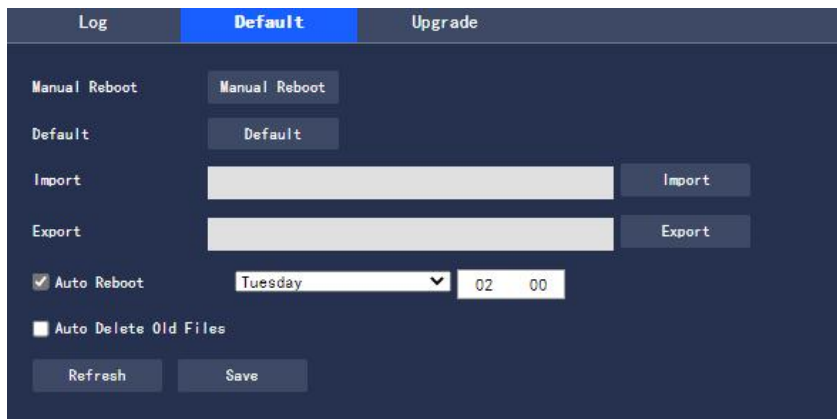 Log Default Upgrade
Manual Reboot Manual Reboot
Default Default
Import Import
Export Export
Auto Reboot Tuesday 02 00
Auto Delete Old Files
Refresh Save